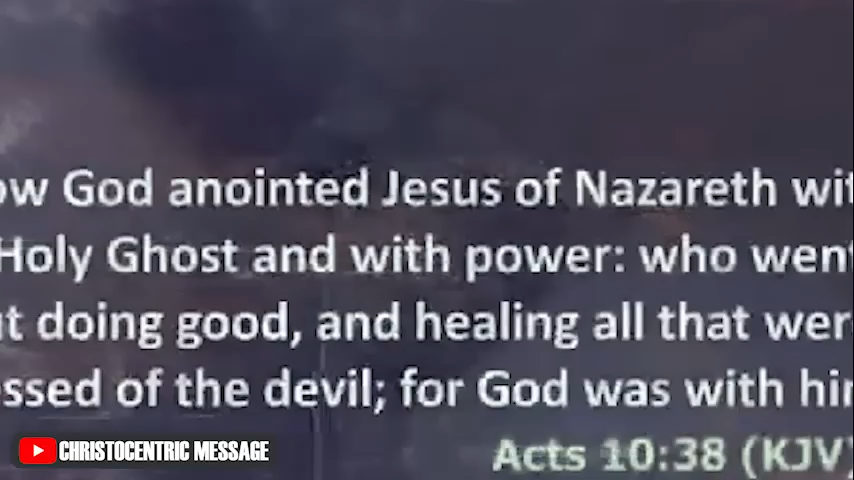 ow God anointed Jesus of Nazareth wit
Holy Ghost and with power: who went
t doing good, and healing all that wer
essed of the devil; for God was with hi
CHRISTOCENTRIC MESSAGE
Acts 10:38 (KJV)